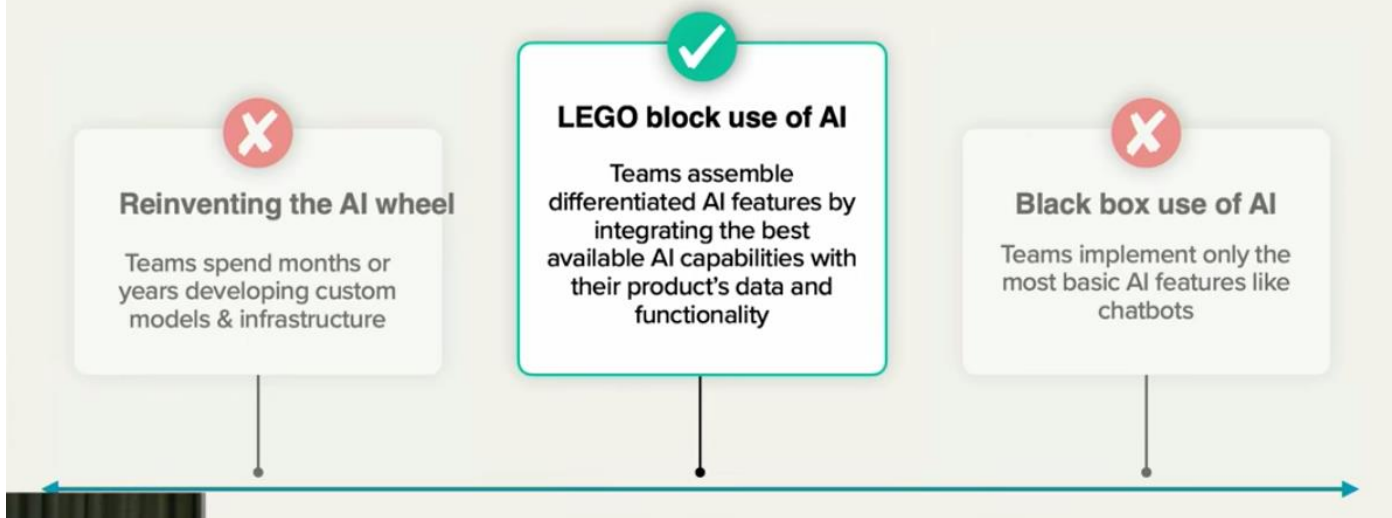 Reinventing the AI wheel
Teams spend months or
years developing custom
models & infrastructure
LEGO block use of AI
Teams assemble
differentiated AI features by
integrating the best
available AI capabilities with
their product's data and
functionality
Black box use of AI
Teams implement only the
most basic AI features like
chatbots